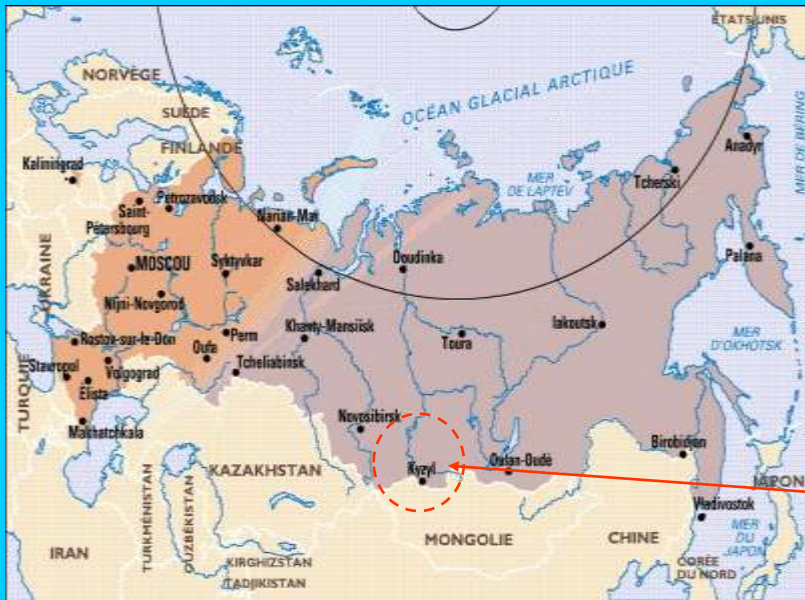 ÉTATS-UNIS
NORVÈGE
OCÉAN GLACIAL ARCTIQUE
SUÈDE
FINLANDE
MER DE BÉRING
Anadyr
Kaliningrad
MER
DE LAPTEV
Tcherski
Saint-
Pétersbourg
Petrozavodsk
Narian-Mar
Palana
UKRAINE
MOSCOU
Syktyvkar
Salekhard
Doudinka
Nijni-Novgorod
Iakoutsk
MER
D'OKHOTSK
Rostov-sur-le-Don
Perm
Khanty-Mansiisk
Toura
Oufa
TURQUIE
Stavropol
Volgograd
Tcheliabinsk
Elista
Makhatchkala
Novosibirsk
Birobidjan
KAZAKHSTAN
Kyzyl
Oulan-Oudé
JAPON
TURKMÉNISTAN
OUZBÉKISTAN
Vladivostok
IRAN
MONGOLIE
CHINE
MER
DU
JAPON
KIRGHIZSTAN
TADJIKISTAN
CORÉE
DU NORD